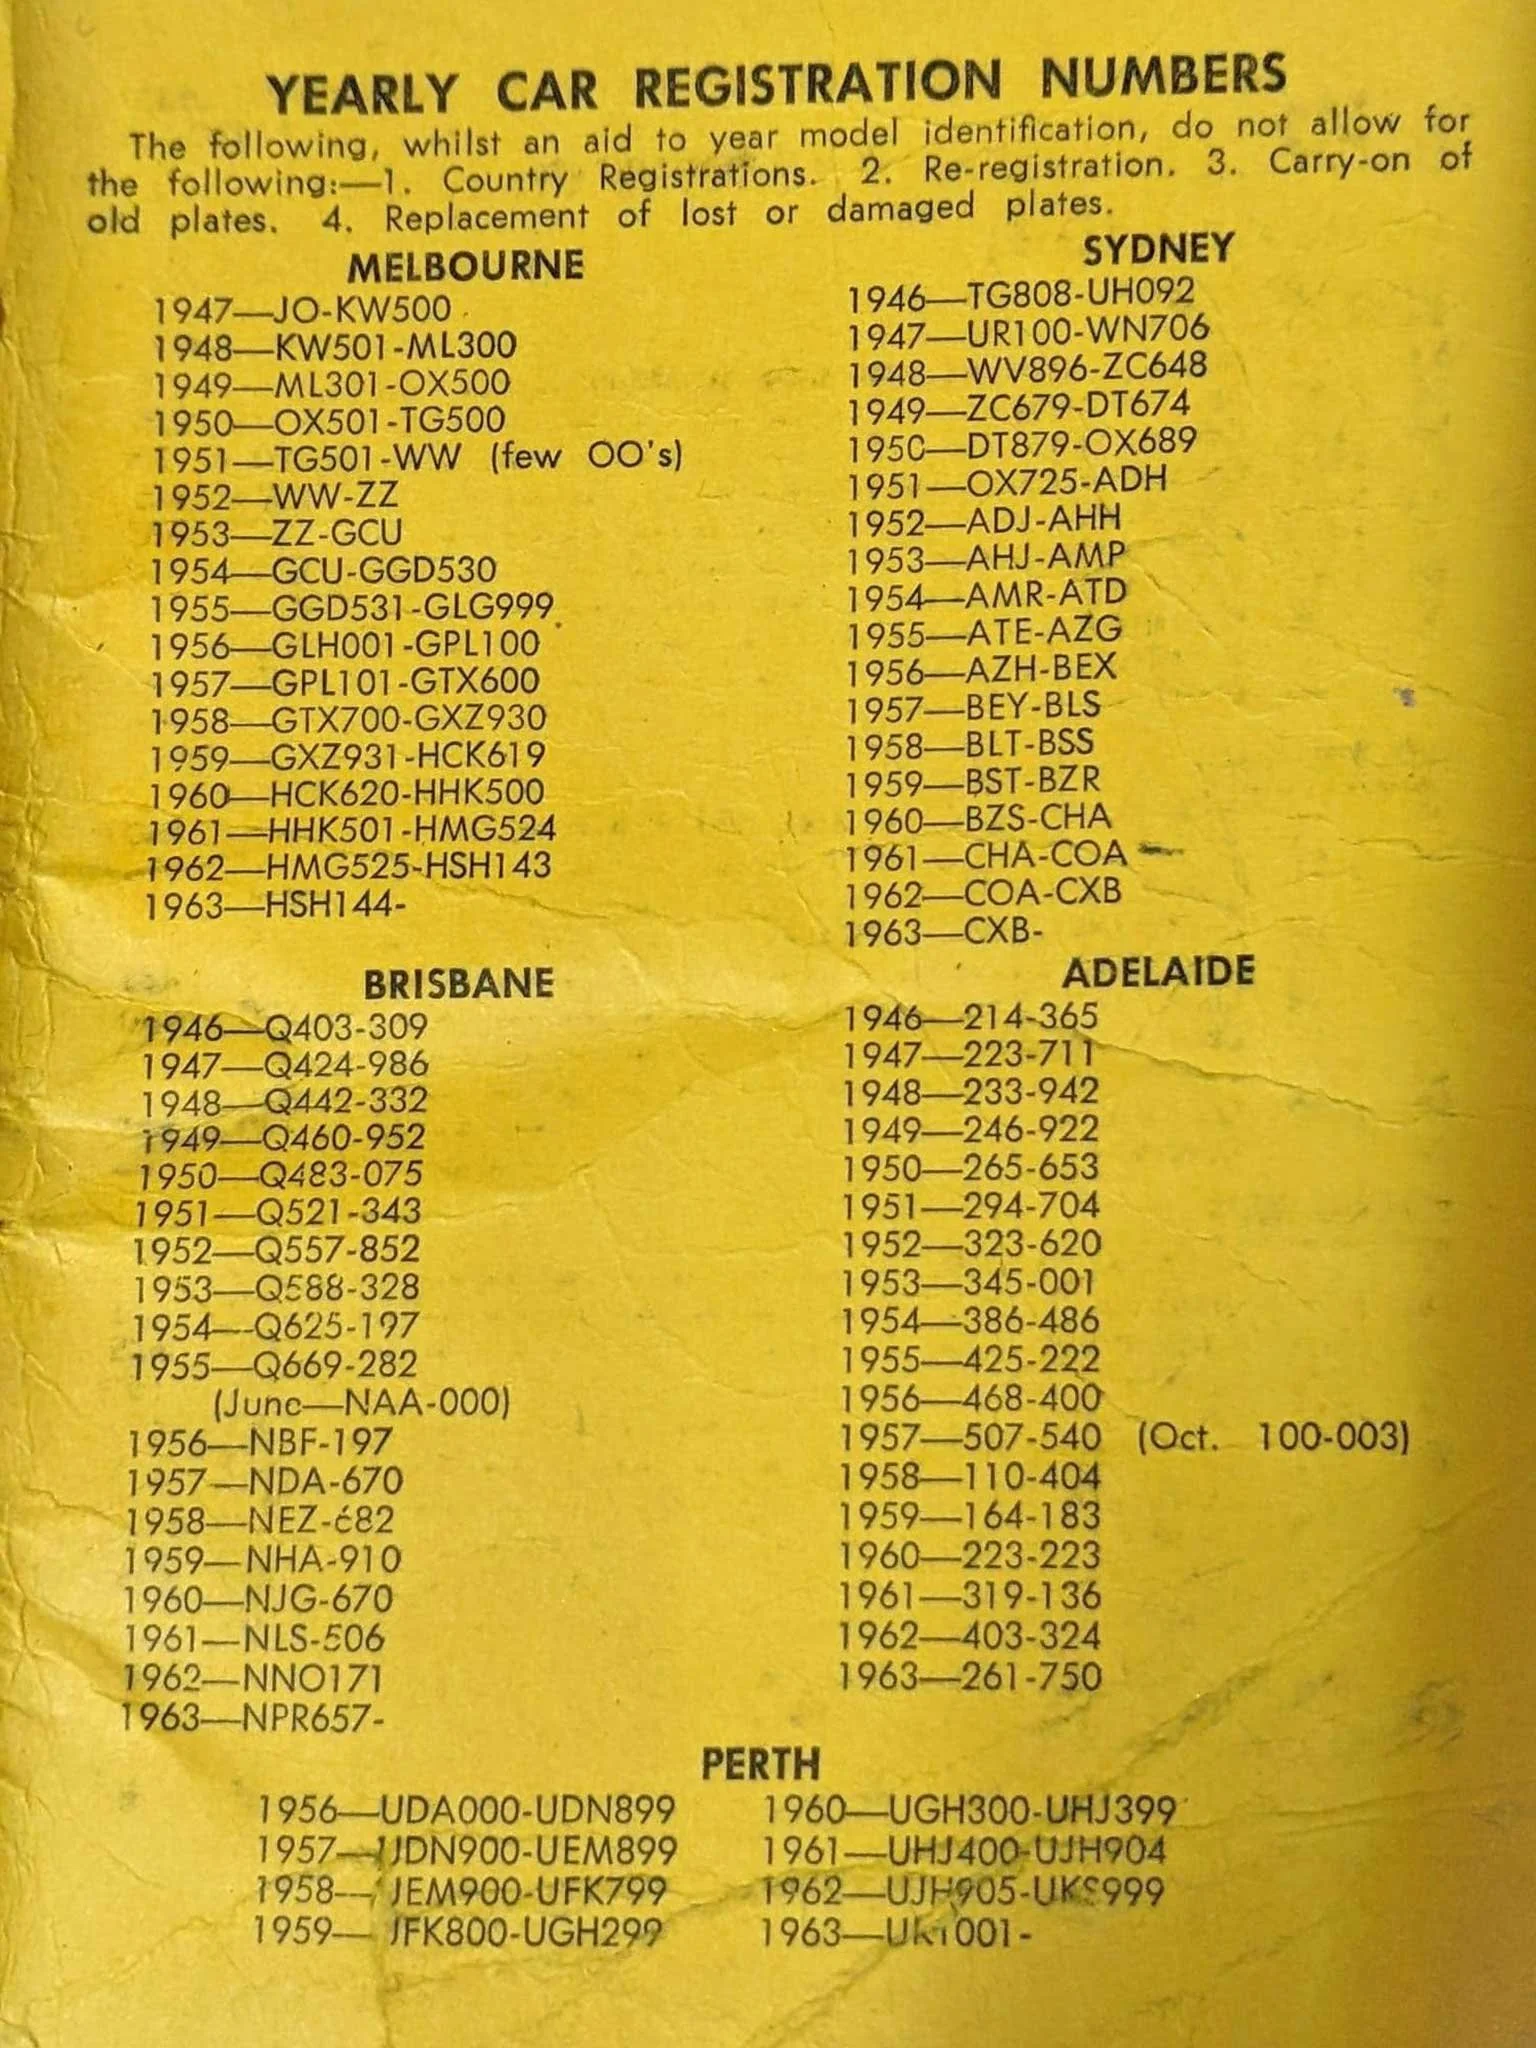 YEARLY CAR REGISTRATION NUMBERS
The following, whilst an aid to year model identification, do not allow for
the following:—1. Country Registrations. 2. Re-registration. 3. Carry-on of
old plates. 4. Replacement of lost or damaged plates.
MELBOURNE
1947—JO-KW500
1948—KW501-ML300
1949—ML301-OX500
1950—OX501-TG500
1951—TG501-WW (few OO's)
1952—WW-ZZ
1953—ZZ-GCU
1954—GCU-GGD530
1955—GGD531-GLG999
1956—GLH001-GPL100
1957—GPL101-GTX600
1958—GTX700-GXZ930
1959—GXZ931-HCK619
1960—HCK620-HHK500
1961—HHK501-HMG524
1962—HMG525-HSH143
1963—HSH144-
SYDNEY
1946—TG808-UH092
1947—UR100-WN706
1948—WV896-ZC648
1949—ZC679-DT674
1950—DT879-OX689
1951—OX725-ADH
1952—ADJ-AHH
1953—AHJ-AMP
1954—AMR-ATD
1955—ATE-AZG
1956—AZH-BEX
1957—BEY-BLS
1958—BLT-BSS
1959—BST-BZR
1960—BZS-CHA
1961—CHA-COA
1962—COA-CXB
1963—CXB-
BRISBANE
1946—Q403-309
1947—Q424-986
1948—Q442-332
1949—Q460-952
1950—Q483-075
1951—Q521-343
1952—Q557-852
1953—Q588-328
1954—Q625-197
1955—Q669-282
(June—NAA-000)
1956—NBF-197
1957—NDA-670
1958—NEZ-682
1959—NHA-910
1960—NJG-670
1961—NLS-506
1962—NNO171
1963—NPR657-
ADELAIDE
1946—214-365
1947—223-711
1948—233-942
1949—246-922
1950—265-653
1951—294-704
1952—323-620
1953—345-001
1954—386-486
1955—425-222
1956—468-400
1957—507-540 (Oct. 100-003)
1958—110-404
1959—164-183
1960—223-223
1961—319-136
1962—403-324
1963—261-750
PERTH
1956—UDA000-UDN899
1957—UDN900-UEM899
1958—UEM900-UFK799
1959—UFK800-UGH299
1960—UGH300-UHJ399
1961—UHJ400-UJH904
1962—UJH905-UKS999
1963—UKT001-